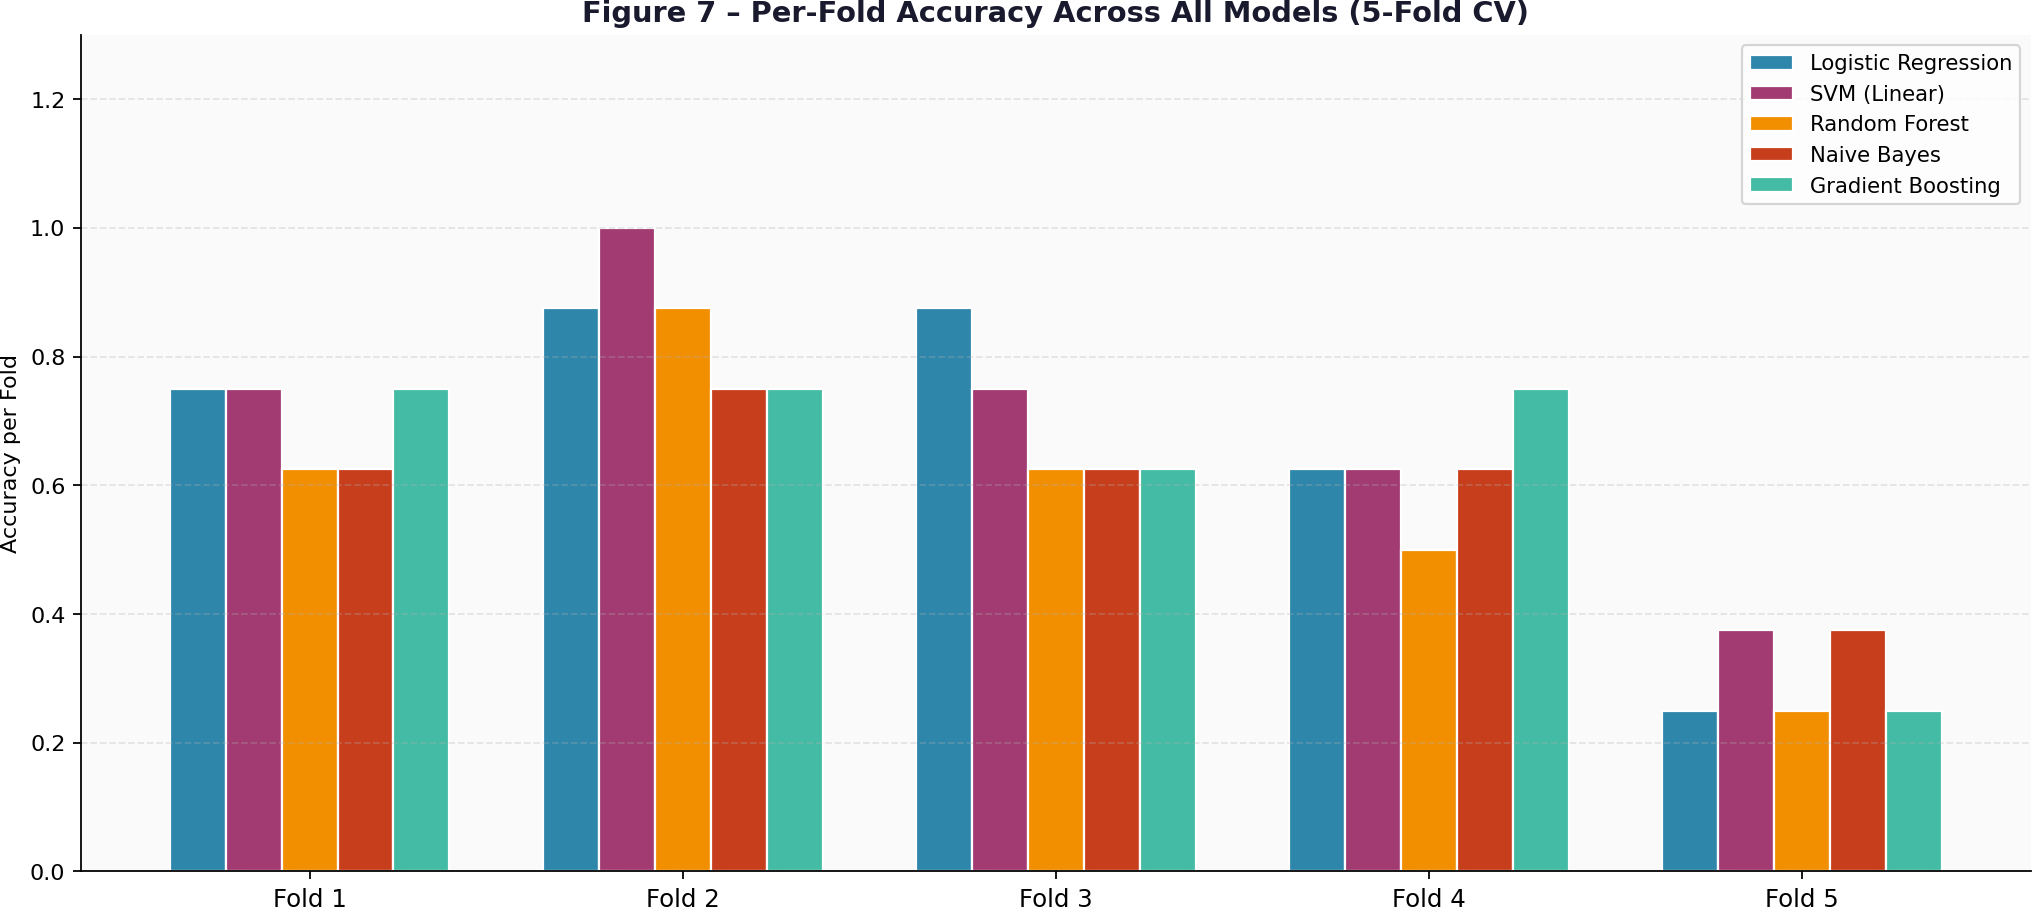 Figure 7 – Per-Fold Accuracy Across All Models (5-Fold CV)
Logistic Regression
SVM (Linear)
Random Forest
Naive Bayes
Gradient Boosting
Accuracy per Fold
1.2
1.0
0.8
0.6
0.4
0.2
0.0
Fold 1 Fold 2 Fold 3 Fold 4 Fold 5